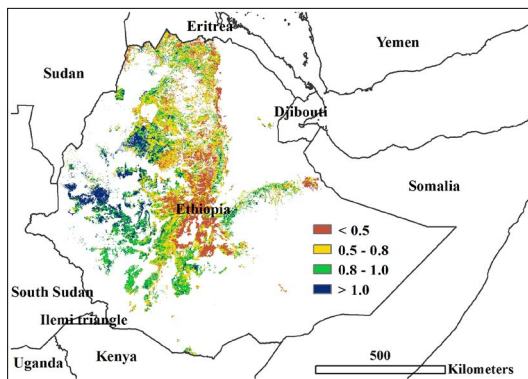 Eritrea
Yemen
Sudan
Djibouti
Somalia
Ethiopia
< 0.5
0.5 - 0.8
0.8 - 1.0
> 1.0
South Sudan
Ilemi triangle
Uganda
Kenya
500
Kilometers